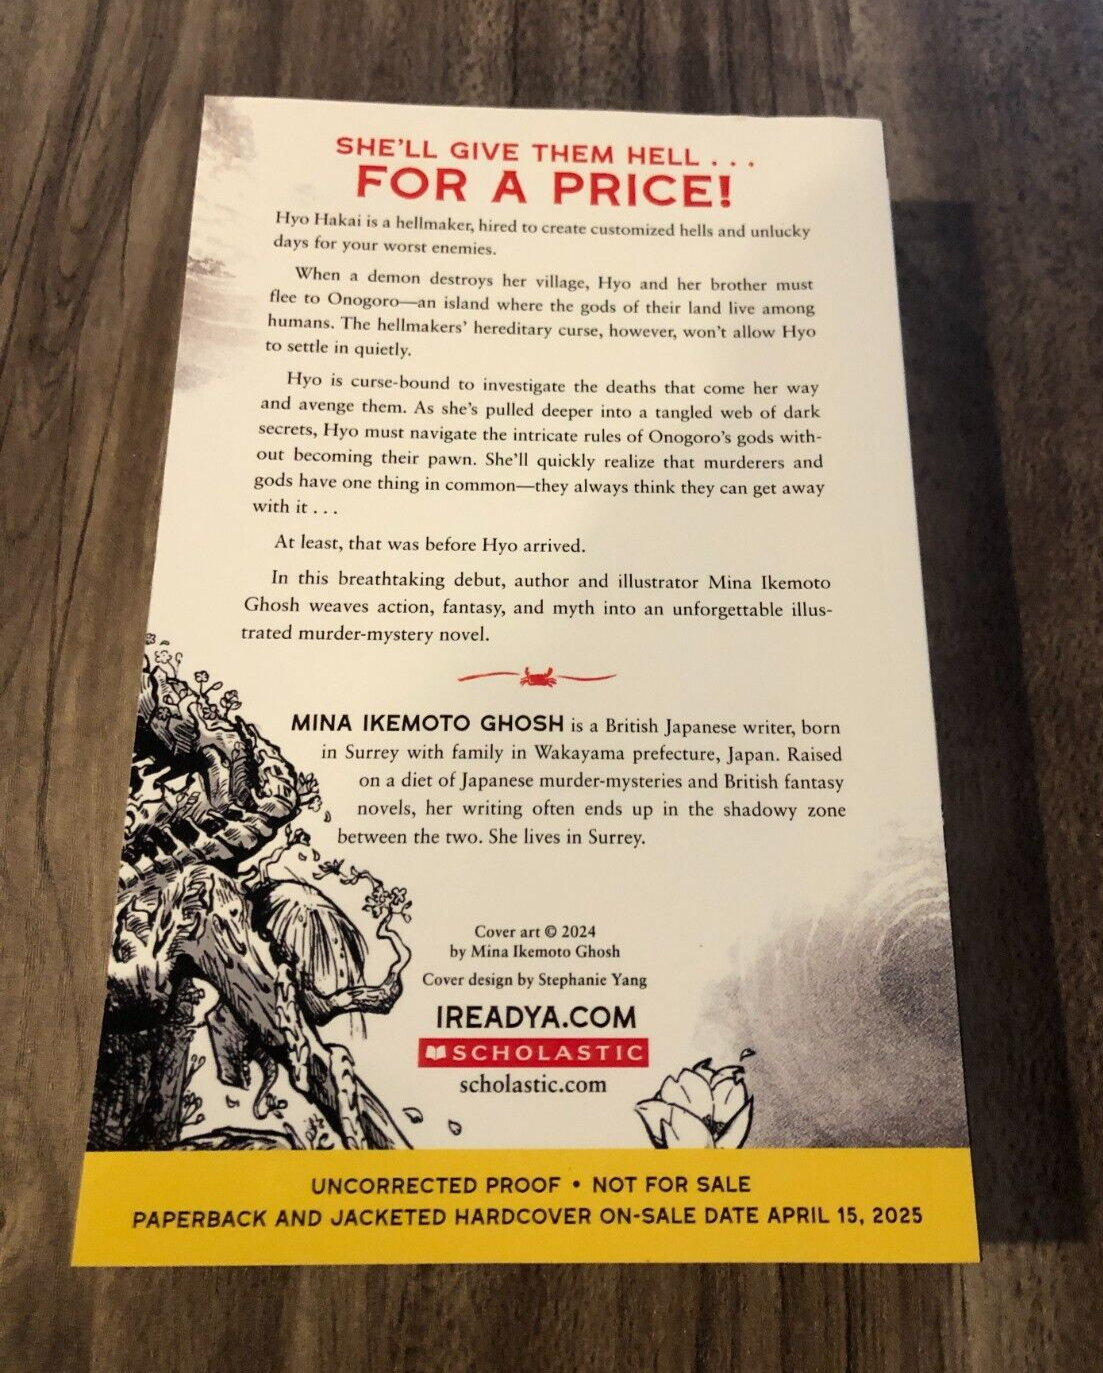 SHE'LL GIVE THEM HELL . . .
FOR A PRICE!
Hyo Hakai is a hellmaker, hired to create customized hells and unlucky
days for your worst enemies.
When a demon destroys her village, Hyo and her brother must
flee to Onogoro—an island where the gods of their land live among
humans. The hellmakers' hereditary curse, however, won't allow Hyo
to settle in quietly.
Hyo is curse-bound to investigate the deaths that come her way
and avenge them. As she's pulled deeper into a tangled web of dark
secrets, Hyo must navigate the intricate rules of Onogoro's gods with-
out becoming their pawn. She'll quickly realize that murderers and
gods have one thing in common—they always think they can get away
with it . . .
At least, that was before Hyo arrived.
In this breathtaking debut, author and illustrator Mina Ikemoto
Ghosh weaves action, fantasy, and myth into an unforgettable illus-
trated murder-mystery novel.
MINA IKEMOTO GHOSH is a British Japanese writer, born
in Surrey with family in Wakayama prefecture, Japan. Raised
on a diet of Japanese murder-mysteries and British fantasy
novels, her writing often ends up in the shadowy zone
between the two. She lives in Surrey.
Cover art © 2024
by Mina Ikemoto Ghosh
Cover design by Stephanie Yang
IREADYA.COM
SCHOLASTIC
scholastic.com
UNCORRECTED PROOF • NOT FOR SALE
PAPERBACK AND JACKETED HARDCOVER ON-SALE DATE APRIL 15, 2025